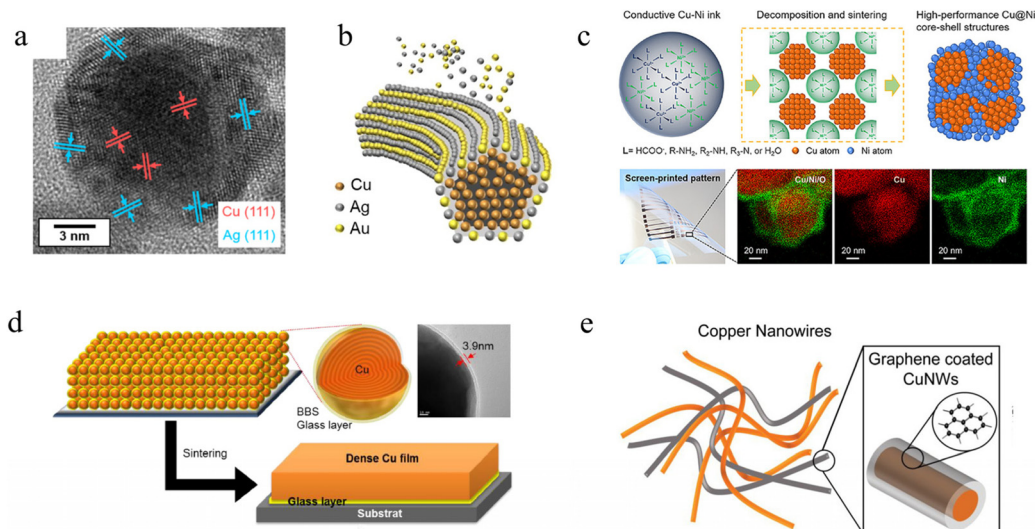 a
Cu (111)
Ag (111)
3 nm
b
Cu
Ag
Au
c
Conductive Cu-Ni ink
Decomposition and sintering
High-performance Cu@Ni
core-shell structures
L= HCOO⁻, R-NH₂, R₂-NH, R₃-N, or H₂O
Cu atom
Ni atom
Screen-printed pattern
Cu/Ni/O
Cu
Ni
20 nm
20 nm
20 nm
d
Cu
BBS
Glass layer
3.9nm
Sintering
Dense Cu film
Glass layer
Substrat
e
Copper Nanowires
Graphene coated
CuNWs